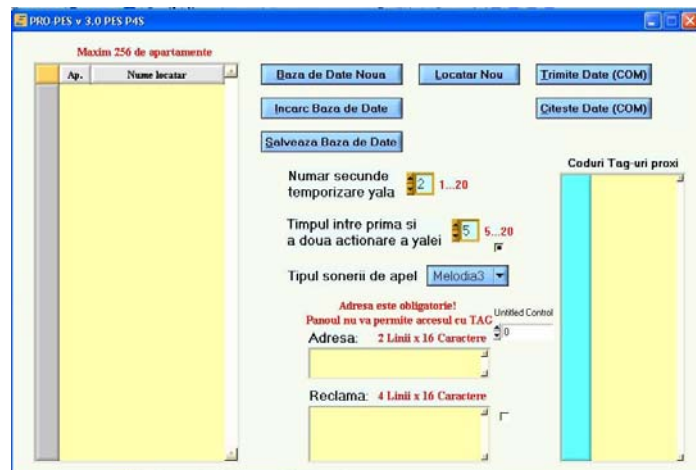 PRO-PES v 3.0 PES P4S
Maxim 256 de apartamente
Ap. Nume locatar
Baza de Date Noua
Locatar Nou
Trimite Date (COM)
Incarc Baza de Date
Citeste Date (COM)
Salveaza Baza de Date
Coduri Tag-uri proxi
Numar secunde
temporizare yala
2 1...20
Timpul intre prima si
a doua actionare a yalei
5 5...20
Tipul sonerii de apel Melodia3
Adresa este obligatorie!
Panoul nu va permite accesul cu TAG
Untitled Control
0
Adresa: 2 Linii x 16 Caractere
Reclama: 4 Linii x 16 Caractere